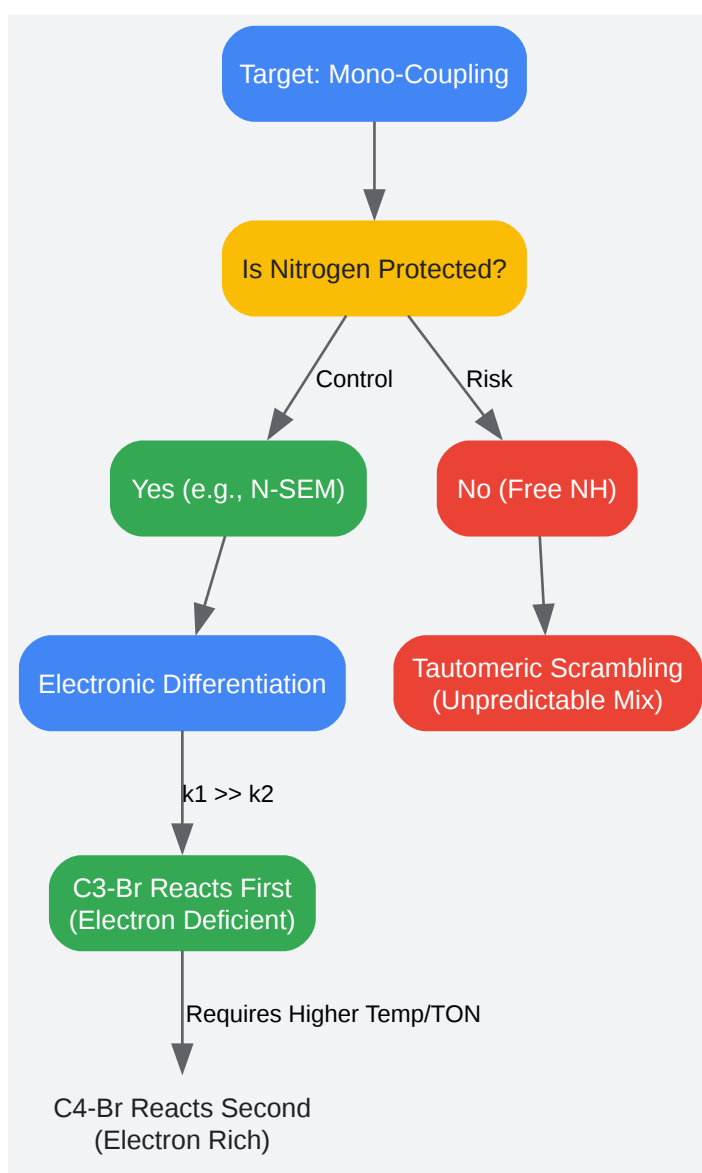 Target: Mono-Coupling
Is Nitrogen Protected?
Control
Risk
Yes (e.g., N-SEM)
No (Free NH)
Electronic Differentiation
Tautomeric Scrambling
(Unpredictable Mix)
k1 >> k2
C3-Br Reacts First
(Electron Deficient)
Requires Higher Temp/TON
C4-Br Reacts Second
(Electron Rich)